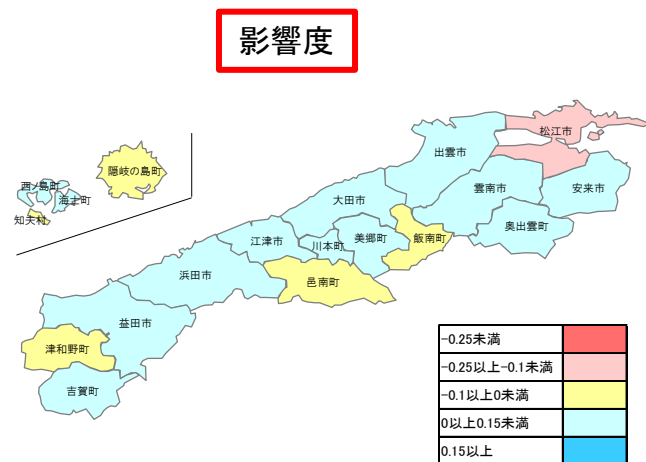 影響度
松江市
出雲市
隠岐の島町
西ノ島町
海士町
知夫村
雲南市
安来市
大田市
奥出雲町
飯南町
美郷町
川本町
江津市
邑南町
浜田市
益田市
津和野町
吉賀町
-0.25未満
-0.25以上-0.1未満
-0.1以上0未満
0以上0.15未満
0.15以上